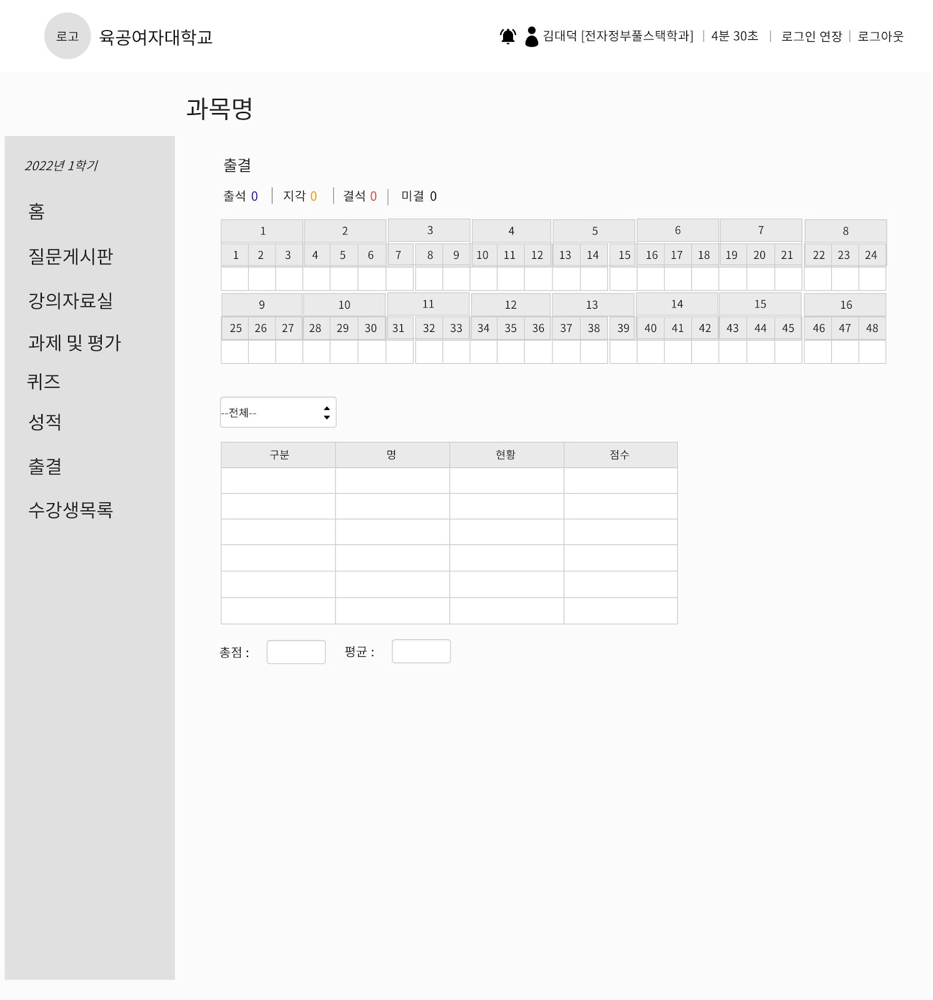 로고 육공여자대학교 김대덕 [전자정부풀스택학과] | 4분 30초 | 로그인 연장 | 로그아웃
과목명
2022년 1학기
홈
질문게시판
강의자료실
과제 및 평가
퀴즈
성적
출결
수강생목록
출결
출석 0 | 지각 0 | 결석 0 | 미결 0
1 2 3 4 5 6 7 8
1 2 3 4 5 6 7 8 9 10 11 12 13 14 15 16 17 18 19 20 21 22 23 24
9 10 11 12 13 14 15 16
25 26 27 28 29 30 31 32 33 34 35 36 37 38 39 40 41 42 43 44 45 46 47 48
--전체--
구분 명 현황 점수
총점 : 평균 :